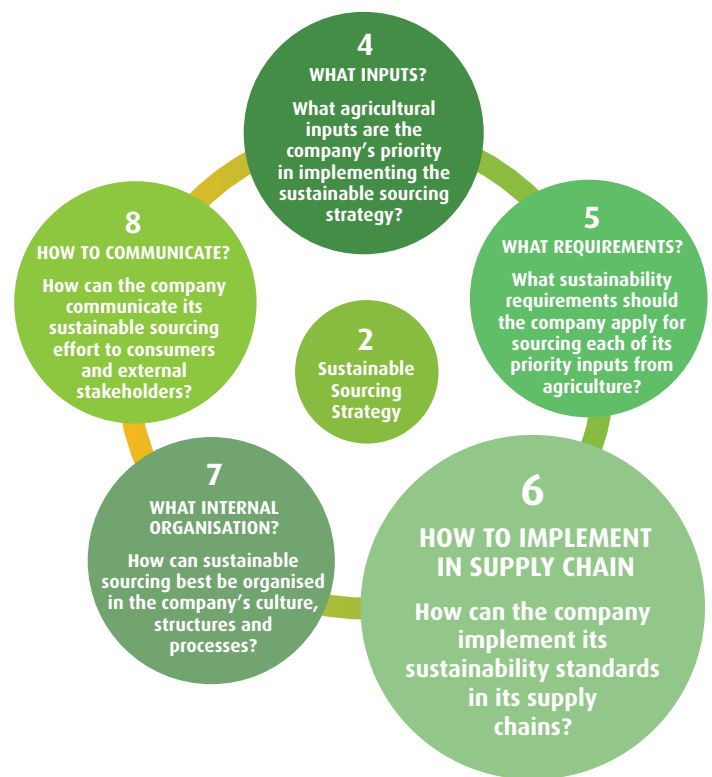 4
WHAT INPUTS?
What agricultural
inputs are the
company's priority
in implementing the
sustainable sourcing
strategy?
5
WHAT REQUIREMENTS?
What sustainability
requirements should
the company apply for
sourcing each of its
priority inputs from
agriculture?
6
HOW TO IMPLEMENT
IN SUPPLY CHAIN
How can the company
implement its
sustainability standards
in its supply
chains?
7
WHAT INTERNAL
ORGANISATION?
How can sustainable
sourcing best be organised
in the company's culture,
structures and
processes?
8
HOW TO COMMUNICATE?
How can the company
communicate its
sustainable sourcing
effort to consumers
and external
stakeholders?
2
Sustainable
Sourcing
Strategy